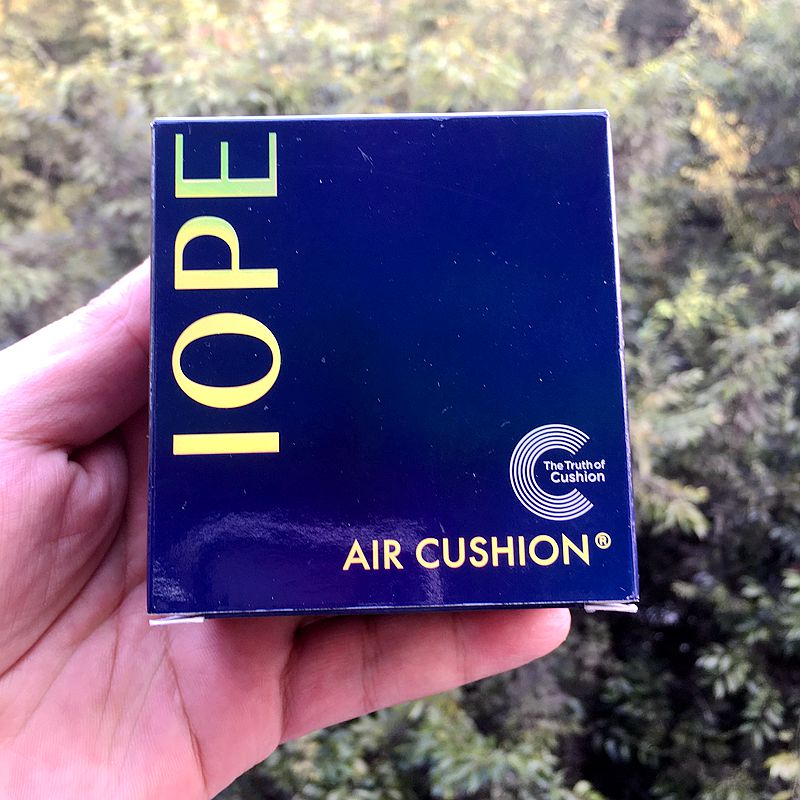 IOPE
The Truth of
Cushion
AIR CUSHION®